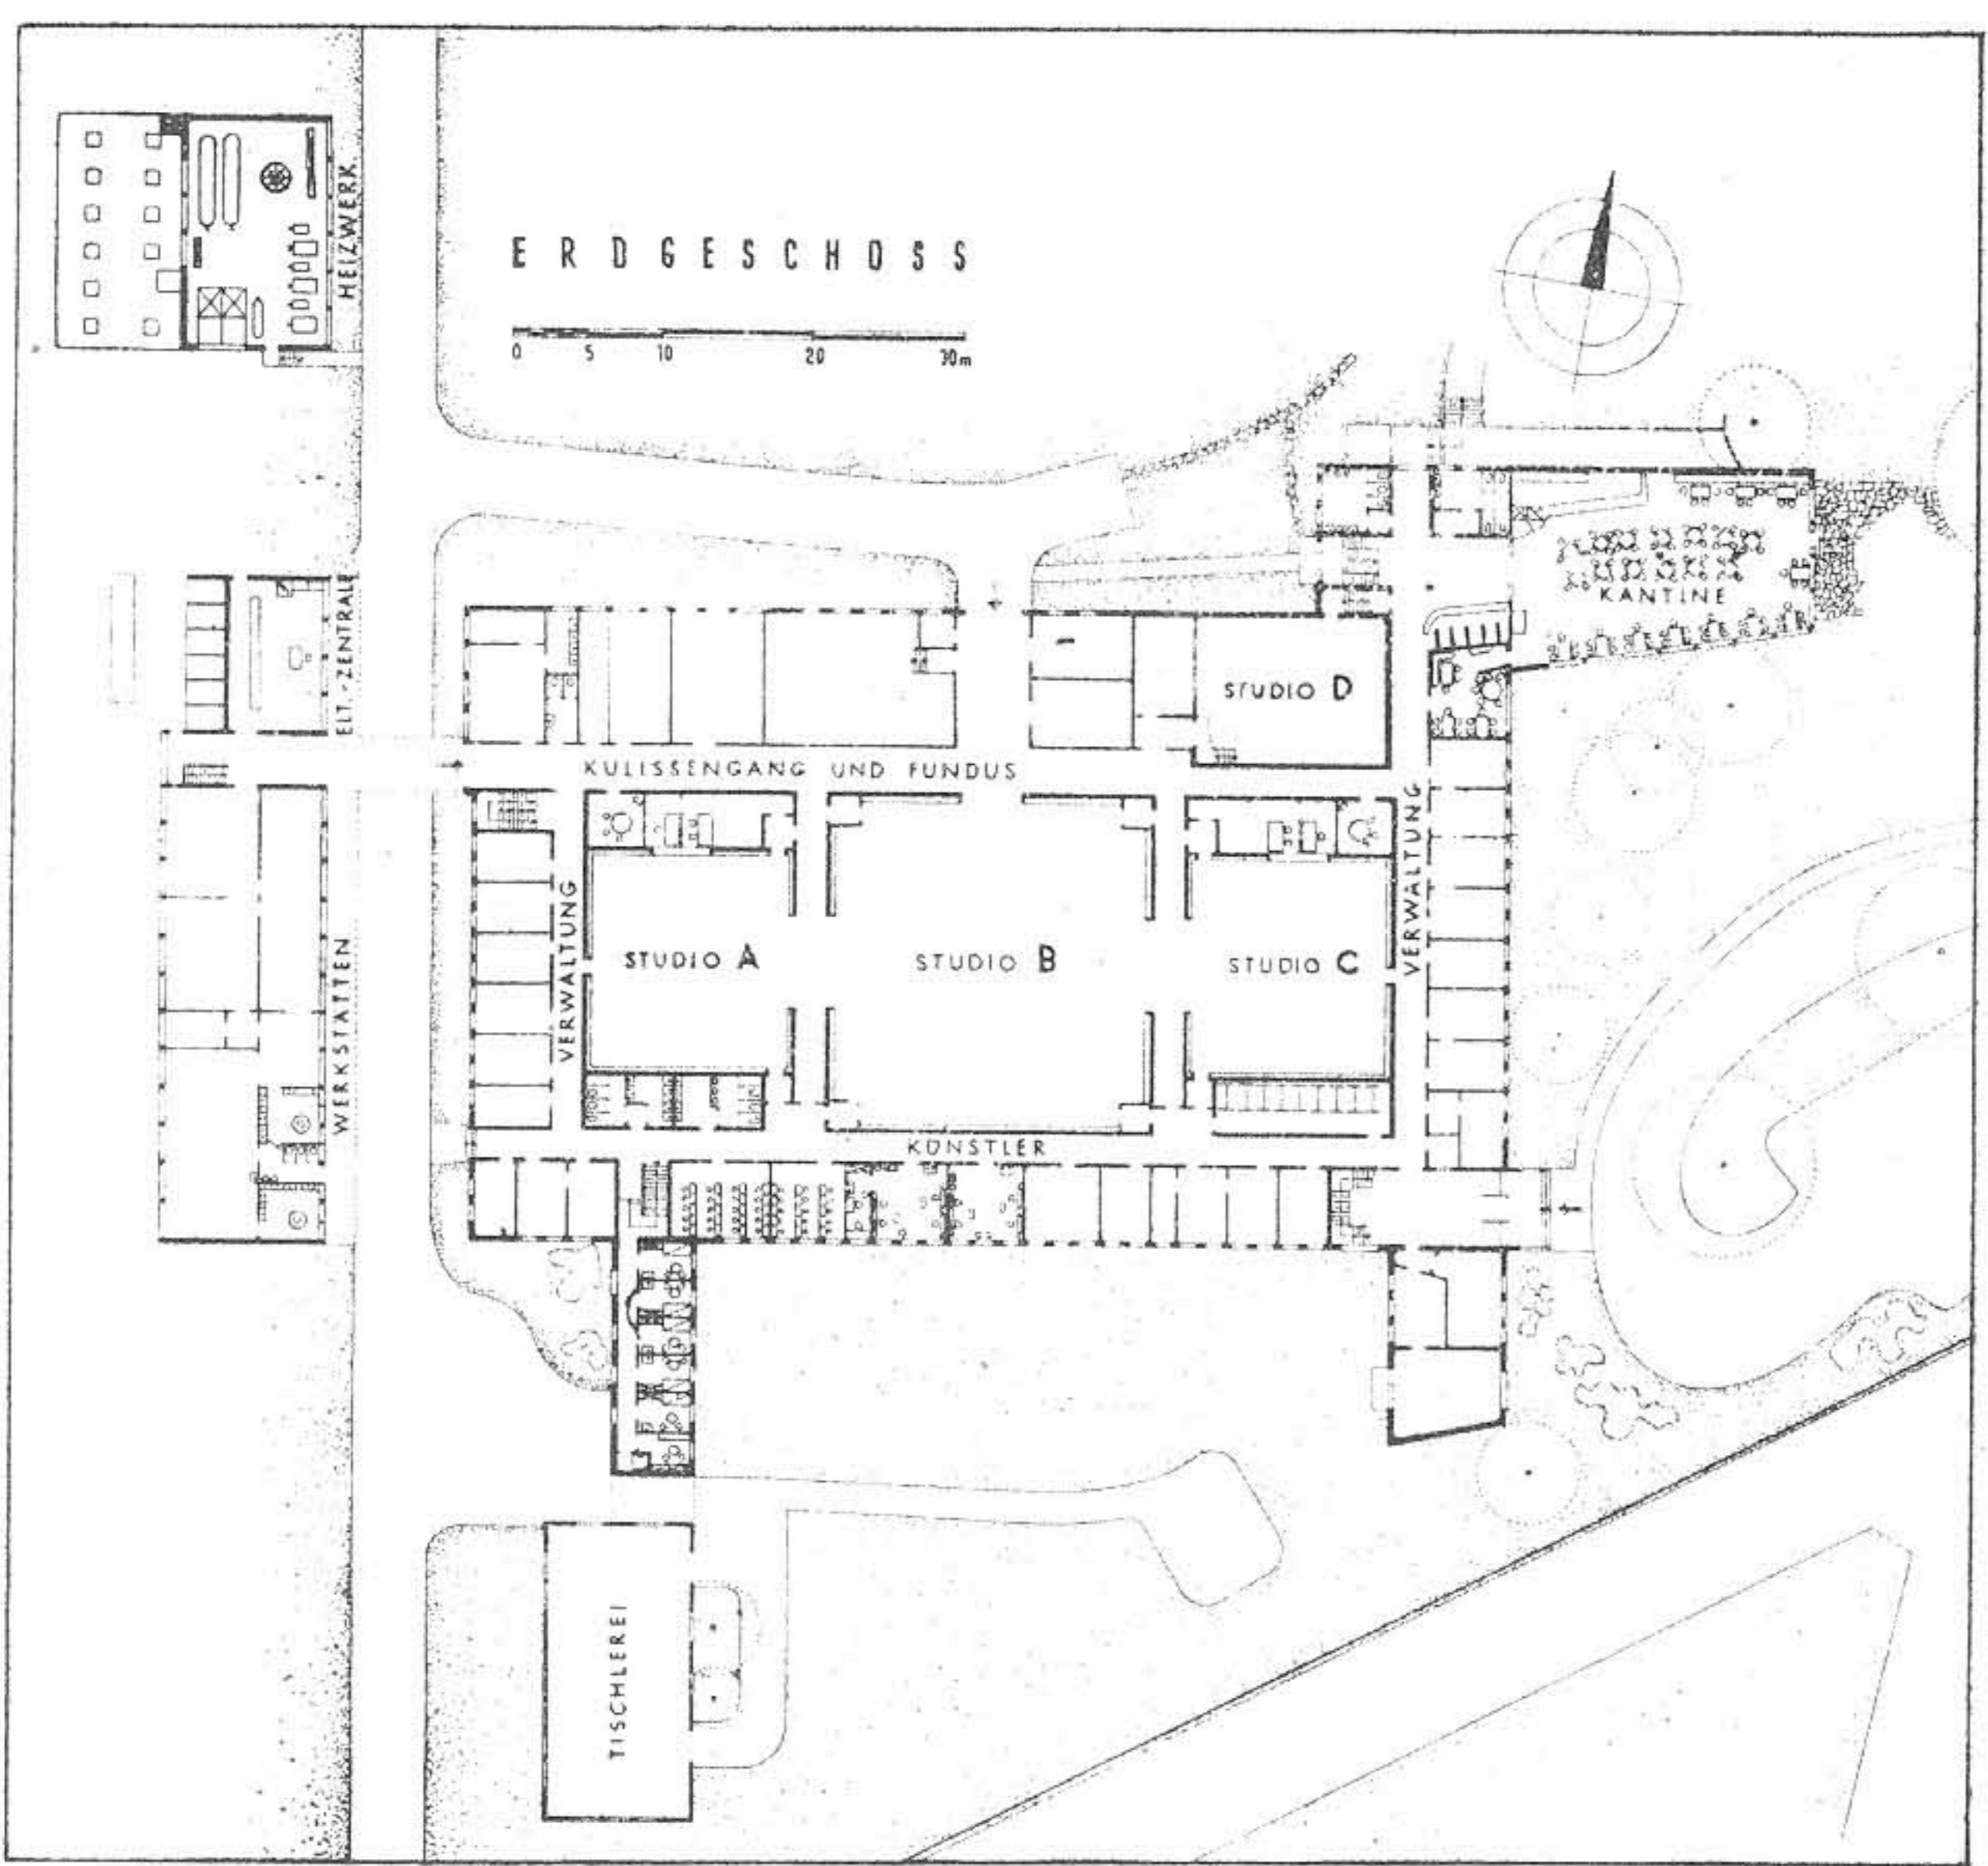 HEIZWERK
ERDGESCHOSS
0 5 10 20 30m
KANTINE
ELT.-ZENTRALE
STUDIO D
KULISSENGANG UND FUNDUS
VERWALTUNG
VERWALTUNG
STUDIO A
STUDIO B
STUDIO C
WERKSTATTEN
KÜNSTLER
TISCHLEREI